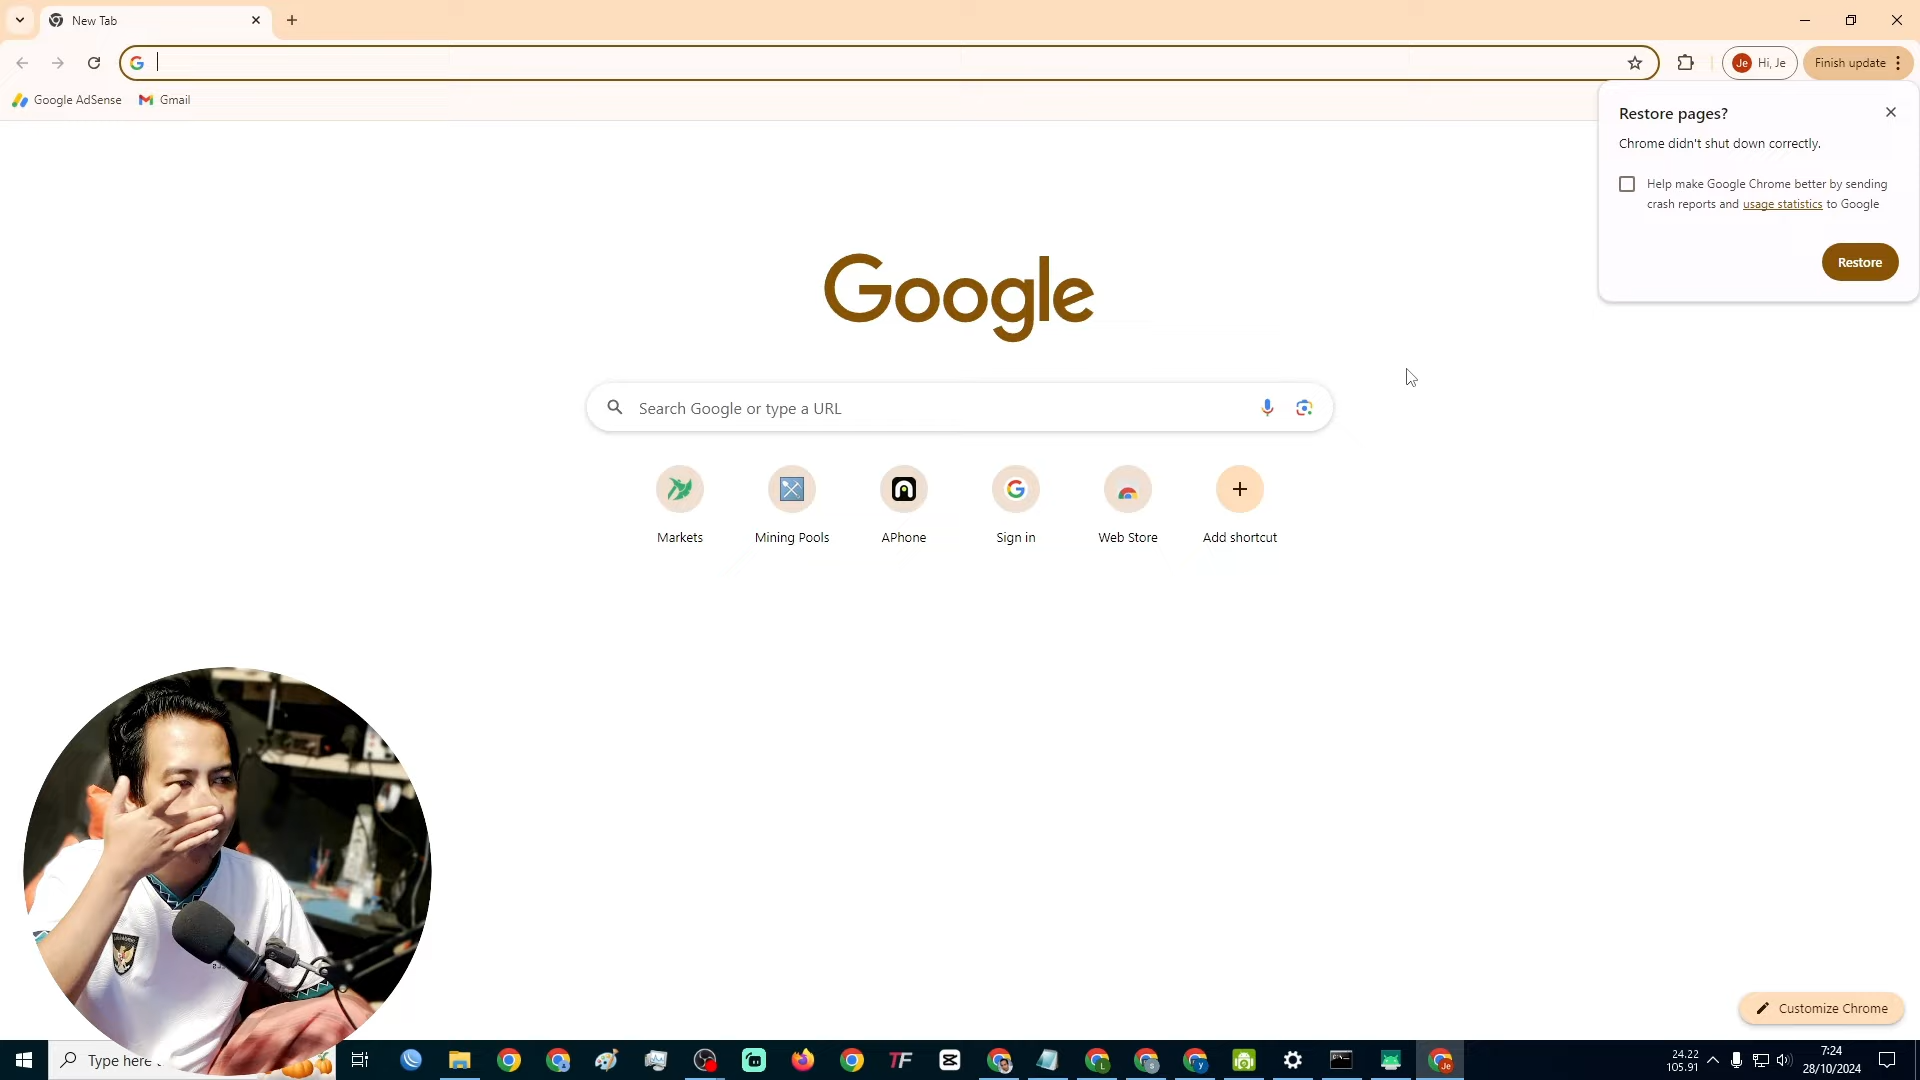 New Tab
Hi, Je
Finish update
Google AdSense
Gmail
Restore pages?
Chrome didn't shut down correctly.
Help make Google Chrome better by sending
crash reports and usage statistics to Google
Restore
Google
Search Google or type a URL
Markets
Mining Pools
APhone
Sign in
Web Store
Add shortcut
Customize Chrome
Type here
24.22
105.91
7:24
28/10/2024